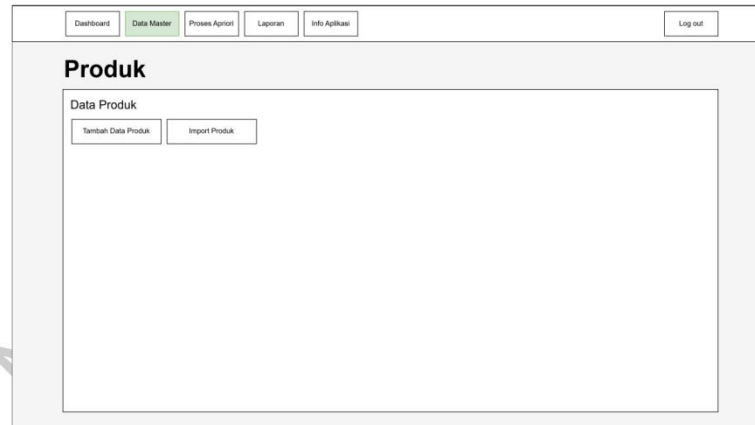 Dashboard Data Master Proses Apriori Laporan Info Aplikasi Log out
Produk
Data Produk
Tambah Data Produk Import Produk